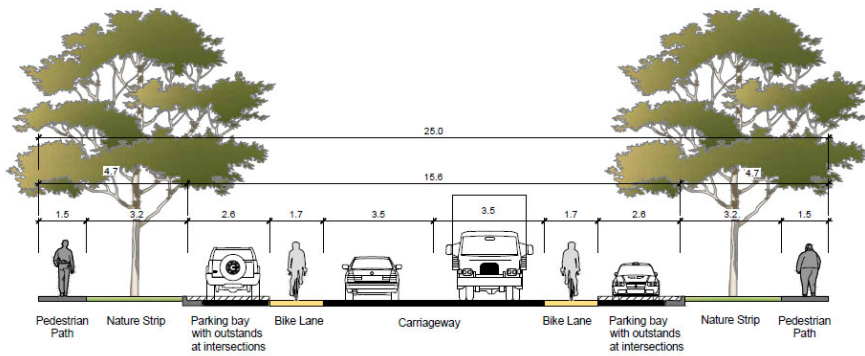 25.0
4.7
15.6
4.7
1.5
3.2
2.6
1.7
3.5
3.5
1.7
2.6
3.2
1.5
Pedestrian
Path
Nature Strip
Parking bay
with outstands
at intersections
Bike Lane
Carriageway
Bike Lane
Parking bay
with outstands
at intersections
Nature Strip
Pedestrian
Path